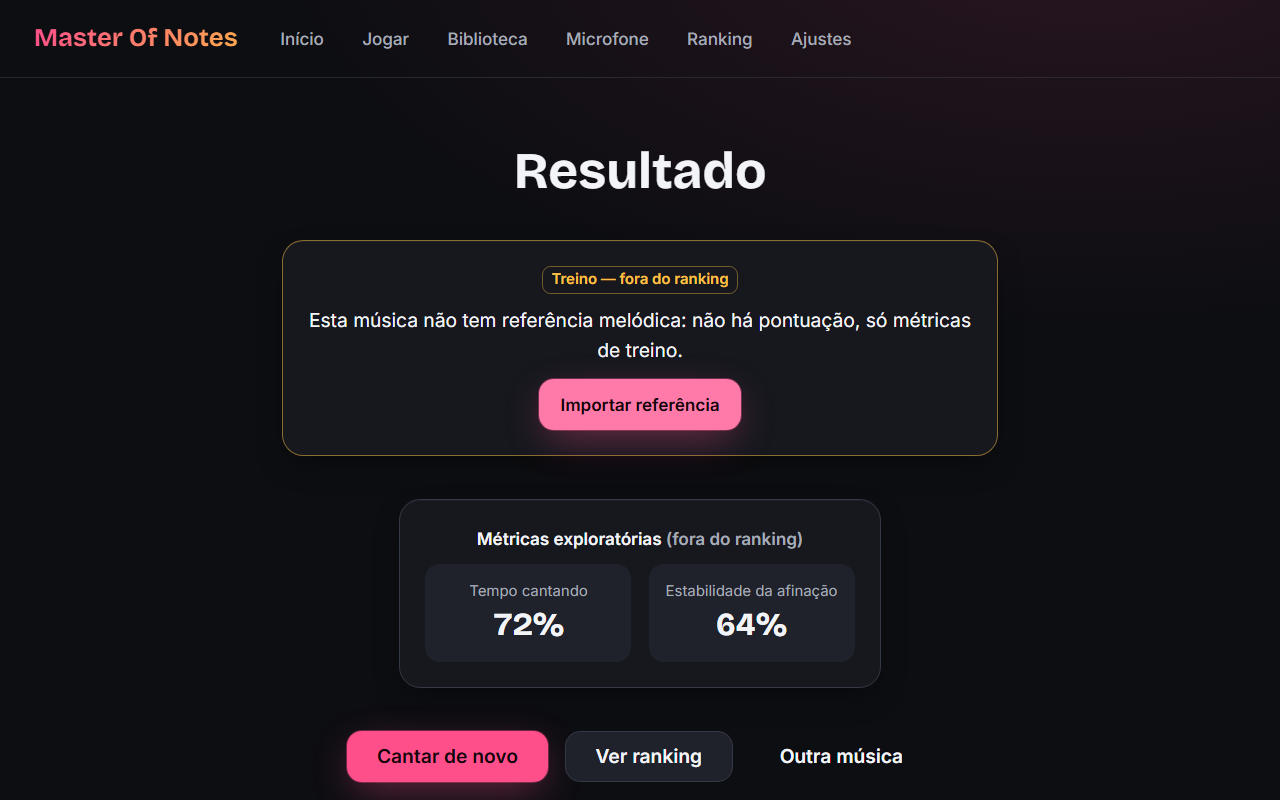 Master Of Notes
Início
Jogar
Biblioteca
Microfone
Ranking
Ajustes
Resultado
Treino — fora do ranking
Esta música não tem referência melódica: não há pontuação, só métricas
de treino.
Importar referência
Métricas exploratórias (fora do ranking)
Tempo cantando
72%
Estabilidade da afinação
64%
Cantar de novo
Ver ranking
Outra música